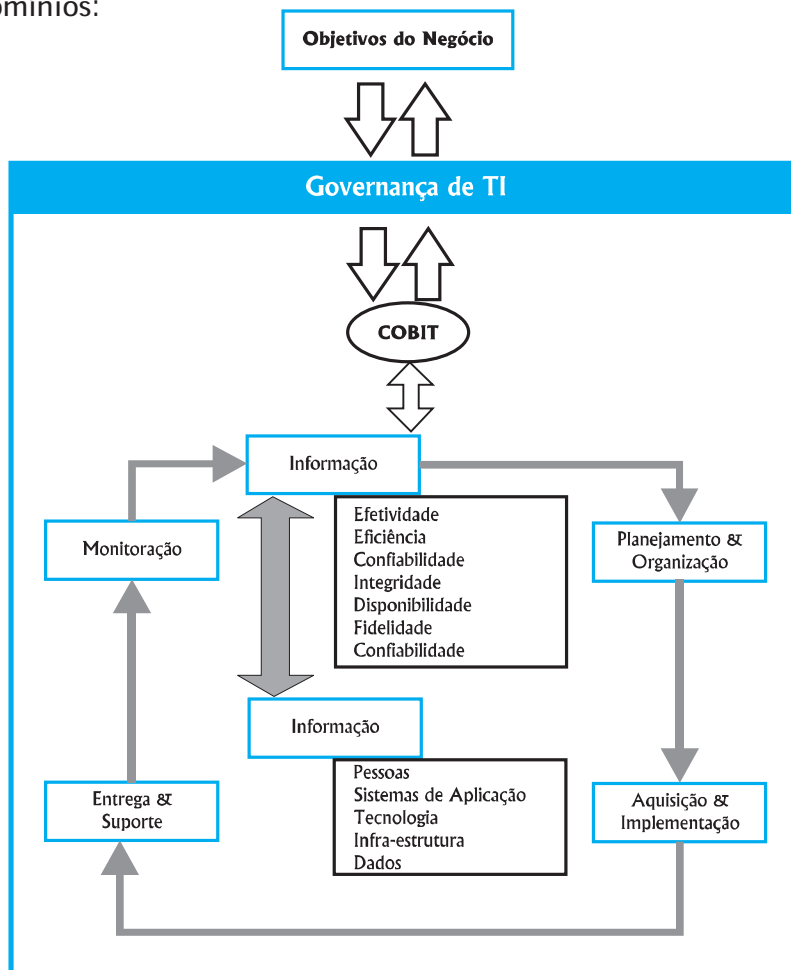 omínios:
Objetivos do Negócio
Governança de TI
COBIT
Informação
Efetividade
Eficiência
Confiabilidade
Integridade
Disponibilidade
Fidelidade
Confiabilidade
Monitoração
Planejamento &
Organização
Informação
Pessoas
Sistemas de Aplicação
Tecnologia
Infra-estrutura
Dados
Entrega &
Suporte
Aquisição &
Implementação